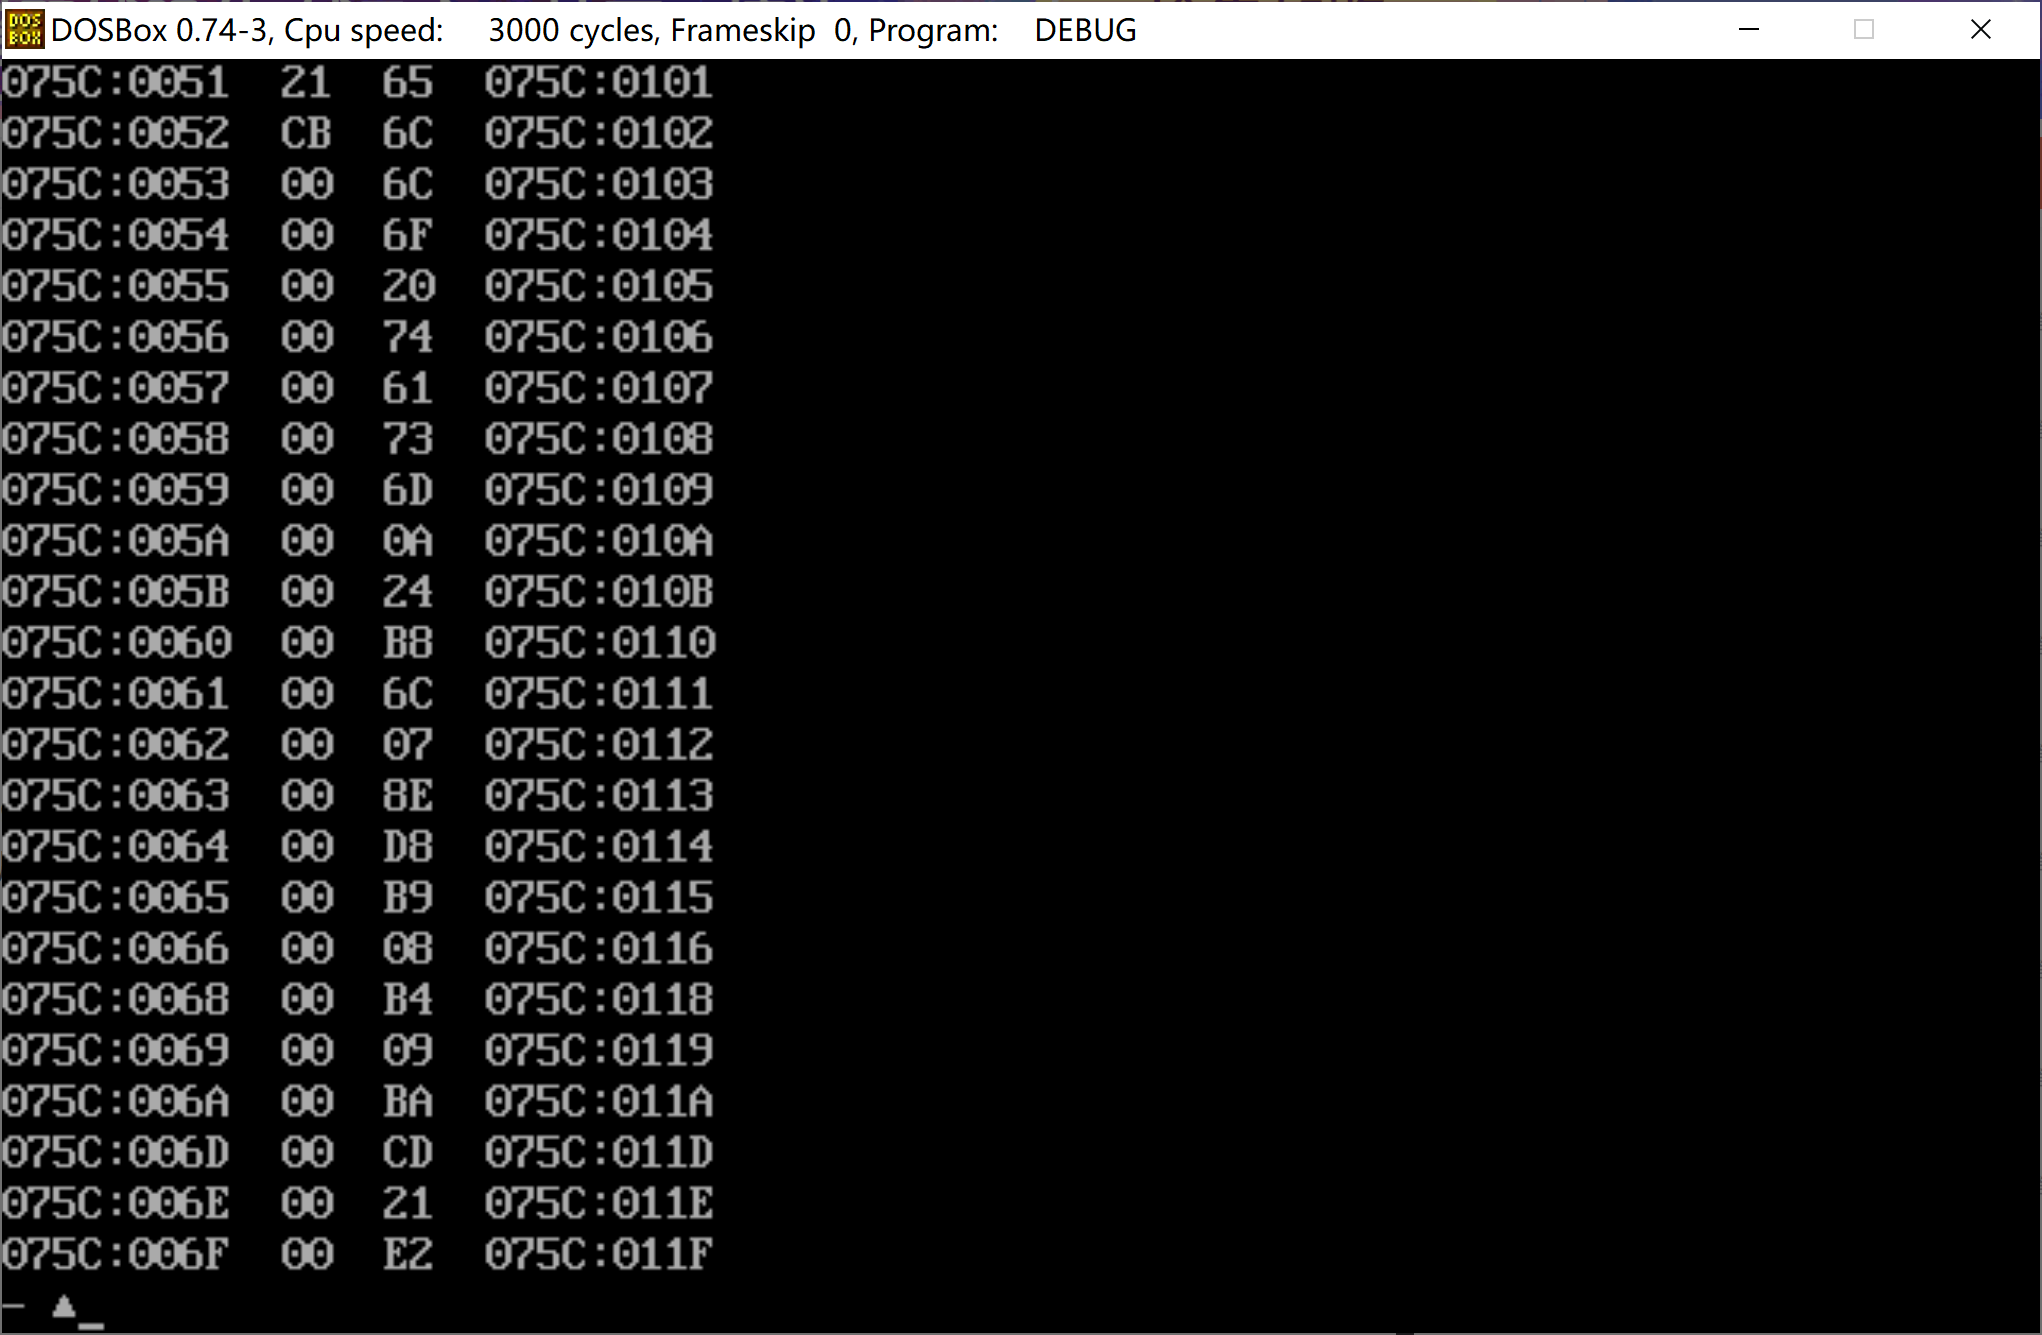 DOS BOX DOSBox 0.74-3, Cpu speed: 3000 cycles, Frameskip 0, Program: DEBUG
075C:0051 21 65 075C:0101
075C:0052 CB 6C 075C:0102
075C:0053 00 6C 075C:0103
075C:0054 00 6F 075C:0104
075C:0055 00 20 075C:0105
075C:0056 00 74 075C:0106
075C:0057 00 61 075C:0107
075C:0058 00 73 075C:0108
075C:0059 00 6D 075C:0109
075C:005A 00 0A 075C:010A
075C:005B 00 24 075C:010B
075C:0060 00 B8 075C:0110
075C:0061 00 6C 075C:0111
075C:0062 00 07 075C:0112
075C:0063 00 8E 075C:0113
075C:0064 00 D8 075C:0114
075C:0065 00 B9 075C:0115
075C:0066 00 08 075C:0116
075C:0068 00 B4 075C:0118
075C:0069 00 09 075C:0119
075C:006A 00 BA 075C:011A
075C:006D 00 CD 075C:011D
075C:006E 00 21 075C:011E
075C:006F 00 E2 075C:011F
- ▲_